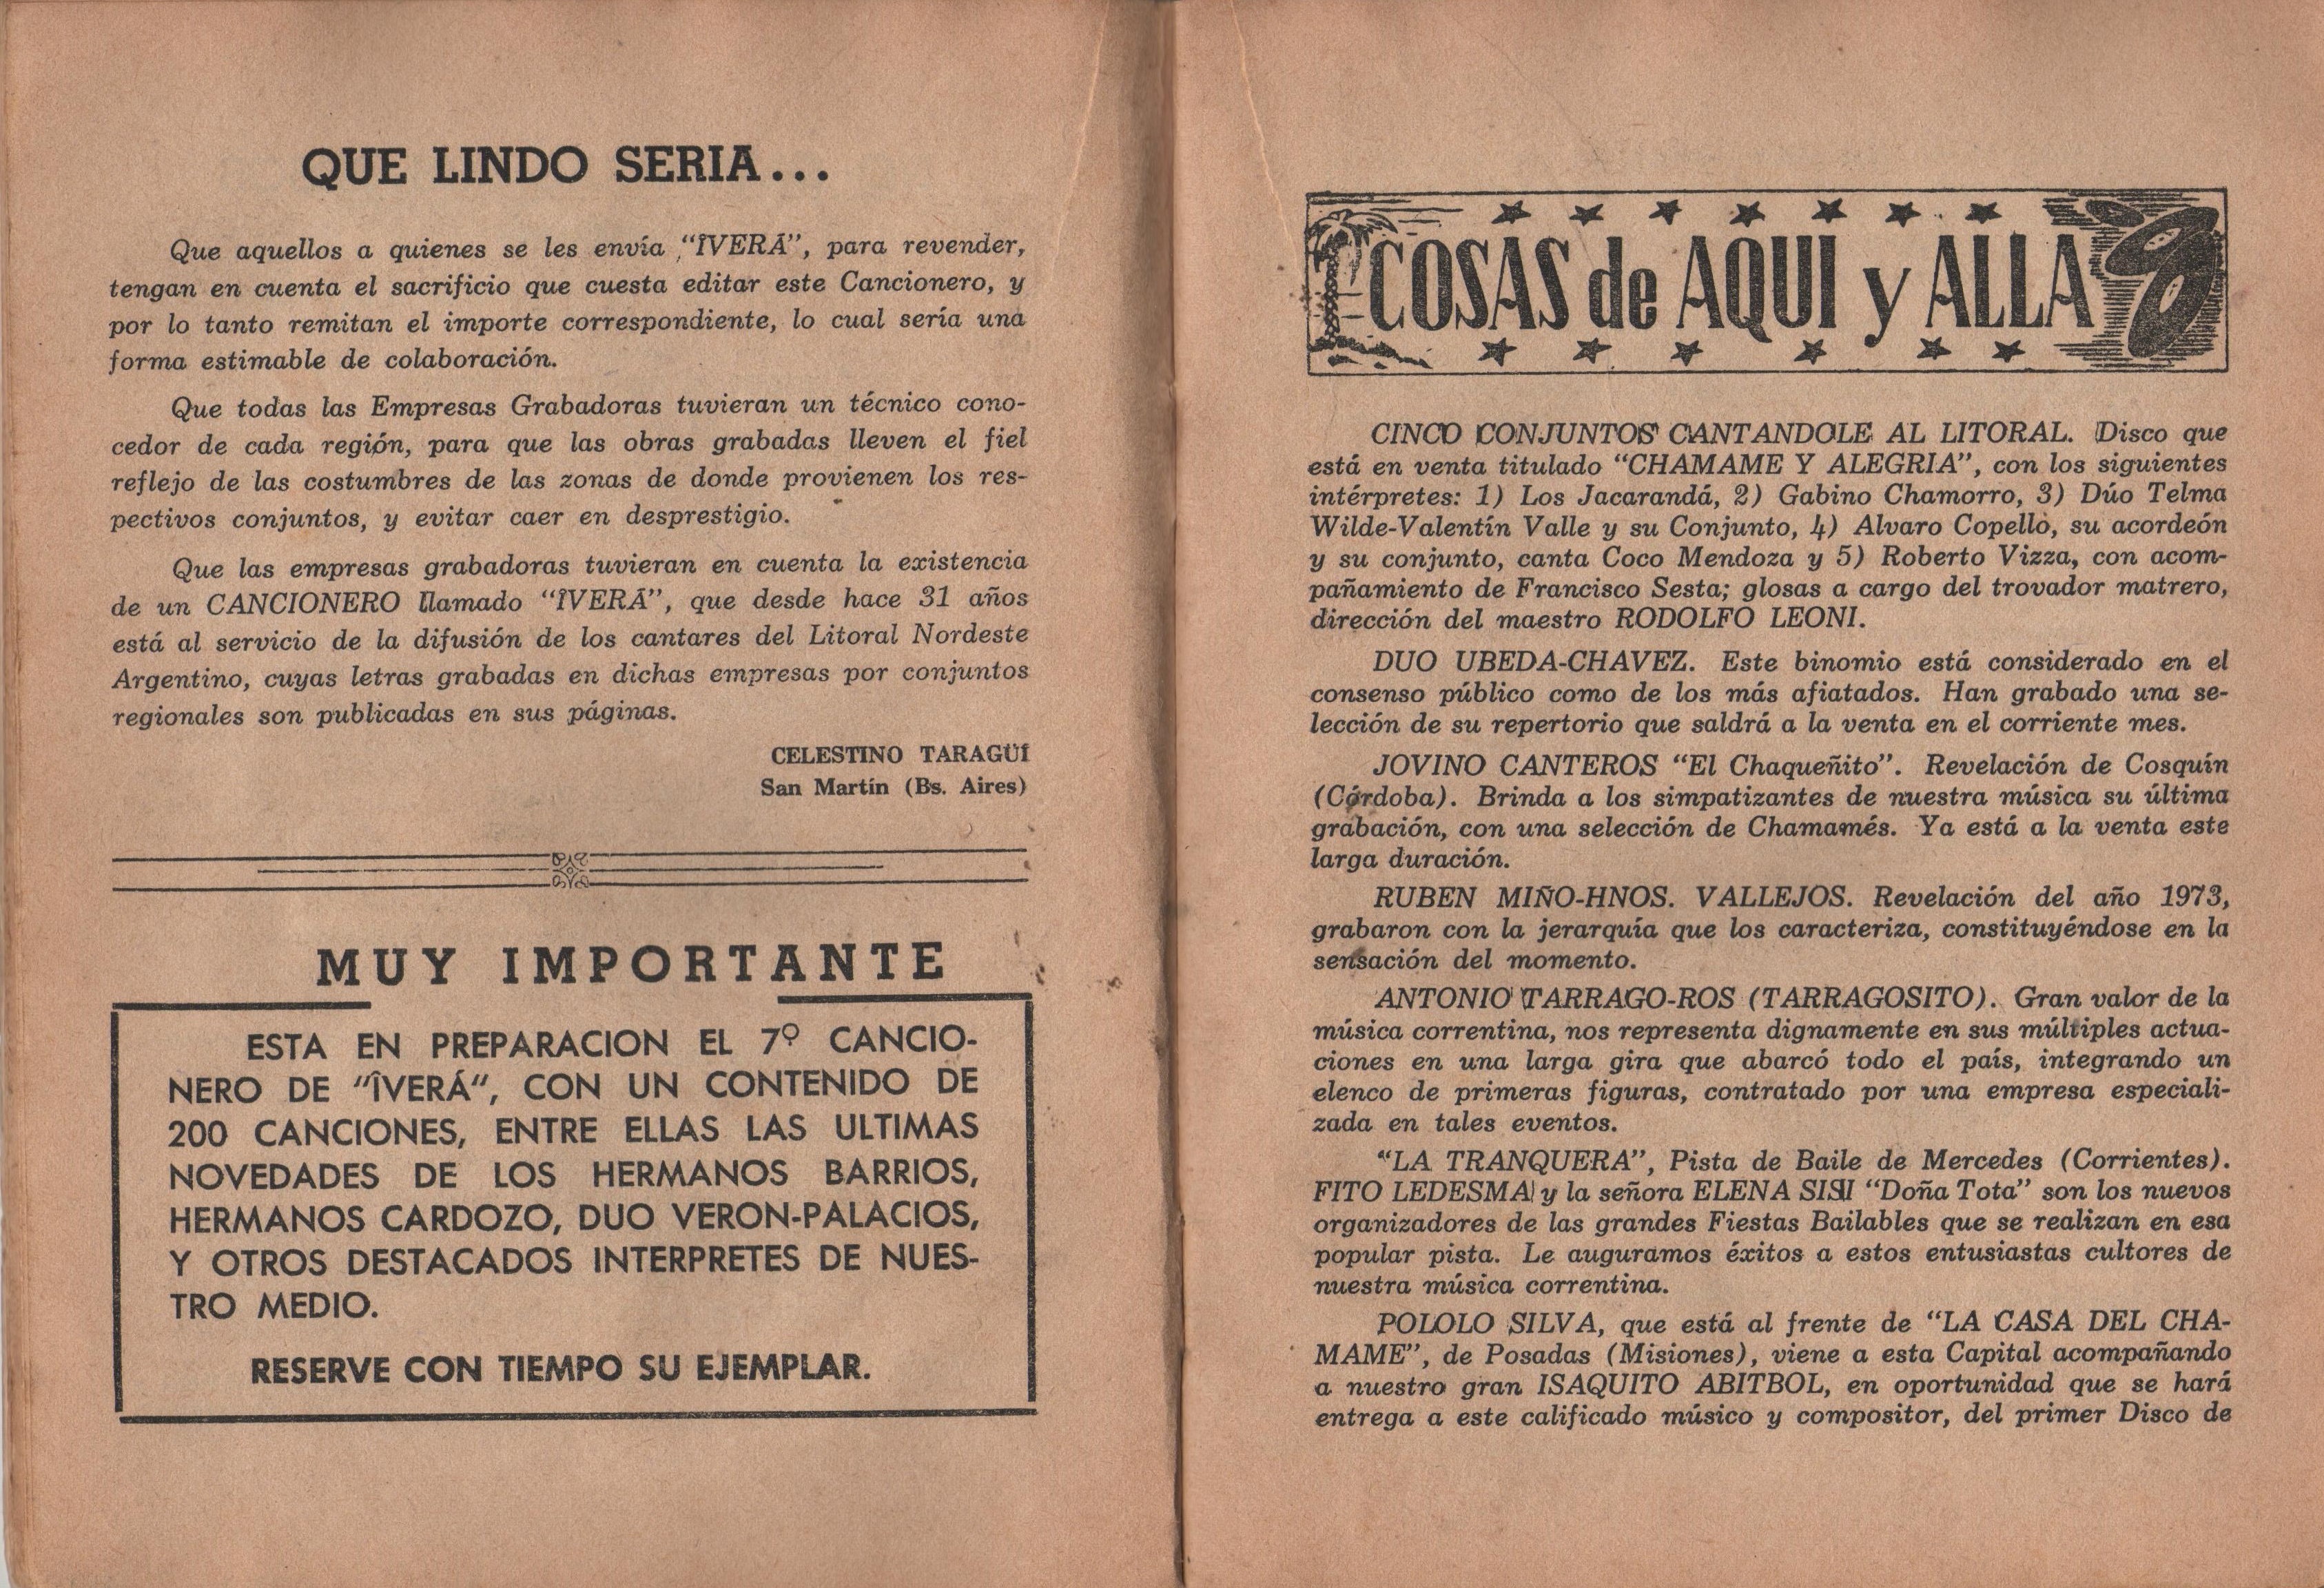 QUE LINDO SERIA...
Que aquellos a quienes se les envía "ÎVERÁ", para revender,
tengan en cuenta el sacrificio que cuesta editar este Cancionero, y
por lo tanto remitan el importe correspondiente, lo cual sería una
forma estimable de colaboración.
Que todas las Empresas Grabadoras tuvieran un técnico cono-
cedor de cada región, para que las obras grabadas lleven el fiel
reflejo de las costumbres de las zonas de donde provienen los res-
pectivos conjuntos, y evitar caer en desprestigio.
Que las empresas grabadoras tuvieran en cuenta la existencia
de un CANCIONERO llamado "ÎVERÁ", que desde hace 31 años
está al servicio de la difusión de los cantares del Litoral Nordeste
Argentino, cuyas letras grabadas en dichas empresas por conjuntos
regionales son publicadas en sus páginas.
CELESTINO TARAGÜÍ
San Martín (Bs. Aires)
MUY IMPORTANTE
ESTA EN PREPARACION EL 7º CANCIO-
NERO DE "ÎVERÁ", CON UN CONTENIDO DE
200 CANCIONES, ENTRE ELLAS LAS ULTIMAS
NOVEDADES DE LOS HERMANOS BARRIOS,
HERMANOS CARDOZO, DUO VERON-PALACIOS,
Y OTROS DESTACADOS INTERPRETES DE NUES-
TRO MEDIO.
RESERVE CON TIEMPO SU EJEMPLAR.
COSAS de AQUI y ALLA
CINCO CONJUNTOS CANTANDOLE AL LITORAL. Disco que
está en venta titulado "CHAMAME Y ALEGRIA", con los siguientes
intérpretes: 1) Los Jacarandá, 2) Gabino Chamorro, 3) Dúo Telma
Wilde-Valentín Valle y su Conjunto, 4) Alvaro Copello, su acordeón
y su conjunto, canta Coco Mendoza y 5) Roberto Vizza, con acom-
pañamiento de Francisco Sesta; glosas a cargo del trovador matrero,
dirección del maestro RODOLFO LEONI.
DUO UBEDA-CHAVEZ. Este binomio está considerado en el
consenso público como de los más afiatados. Han grabado una se-
lección de su repertorio que saldrá a la venta en el corriente mes.
JOVINO CANTEROS "El Chaqueñito". Revelación de Cosquín
(Córdoba). Brinda a los simpatizantes de nuestra música su última
grabación, con una selección de Chamamés. Ya está a la venta este
larga duración.
RUBEN MIÑO-HNOS. VALLEJOS. Revelación del año 1973,
grabaron con la jerarquía que los caracteriza, constituyéndose en la
sensación del momento.
ANTONIO TARRAGO-ROS (TARRAGOSITO). Gran valor de la
música correntina, nos representa dignamente en sus múltiples actua-
ciones en una larga gira que abarcó todo el país, integrando un
elenco de primeras figuras, contratado por una empresa especiali-
zada en tales eventos.
"LA TRANQUERA", Pista de Baile de Mercedes (Corrientes).
FITO LEDESMA y la señora ELENA SISI "Doña Tota" son los nuevos
organizadores de las grandes Fiestas Bailables que se realizan en esa
popular pista. Le auguramos éxitos a estos entusiastas cultores de
nuestra música correntina.
POLOLO SILVA, que está al frente de "LA CASA DEL CHA-
MAME", de Posadas (Misiones), viene a esta Capital acompañando
a nuestro gran ISAQUITO ABITBOL, en oportunidad que se hará
entrega a este calificado músico y compositor, del primer Disco de